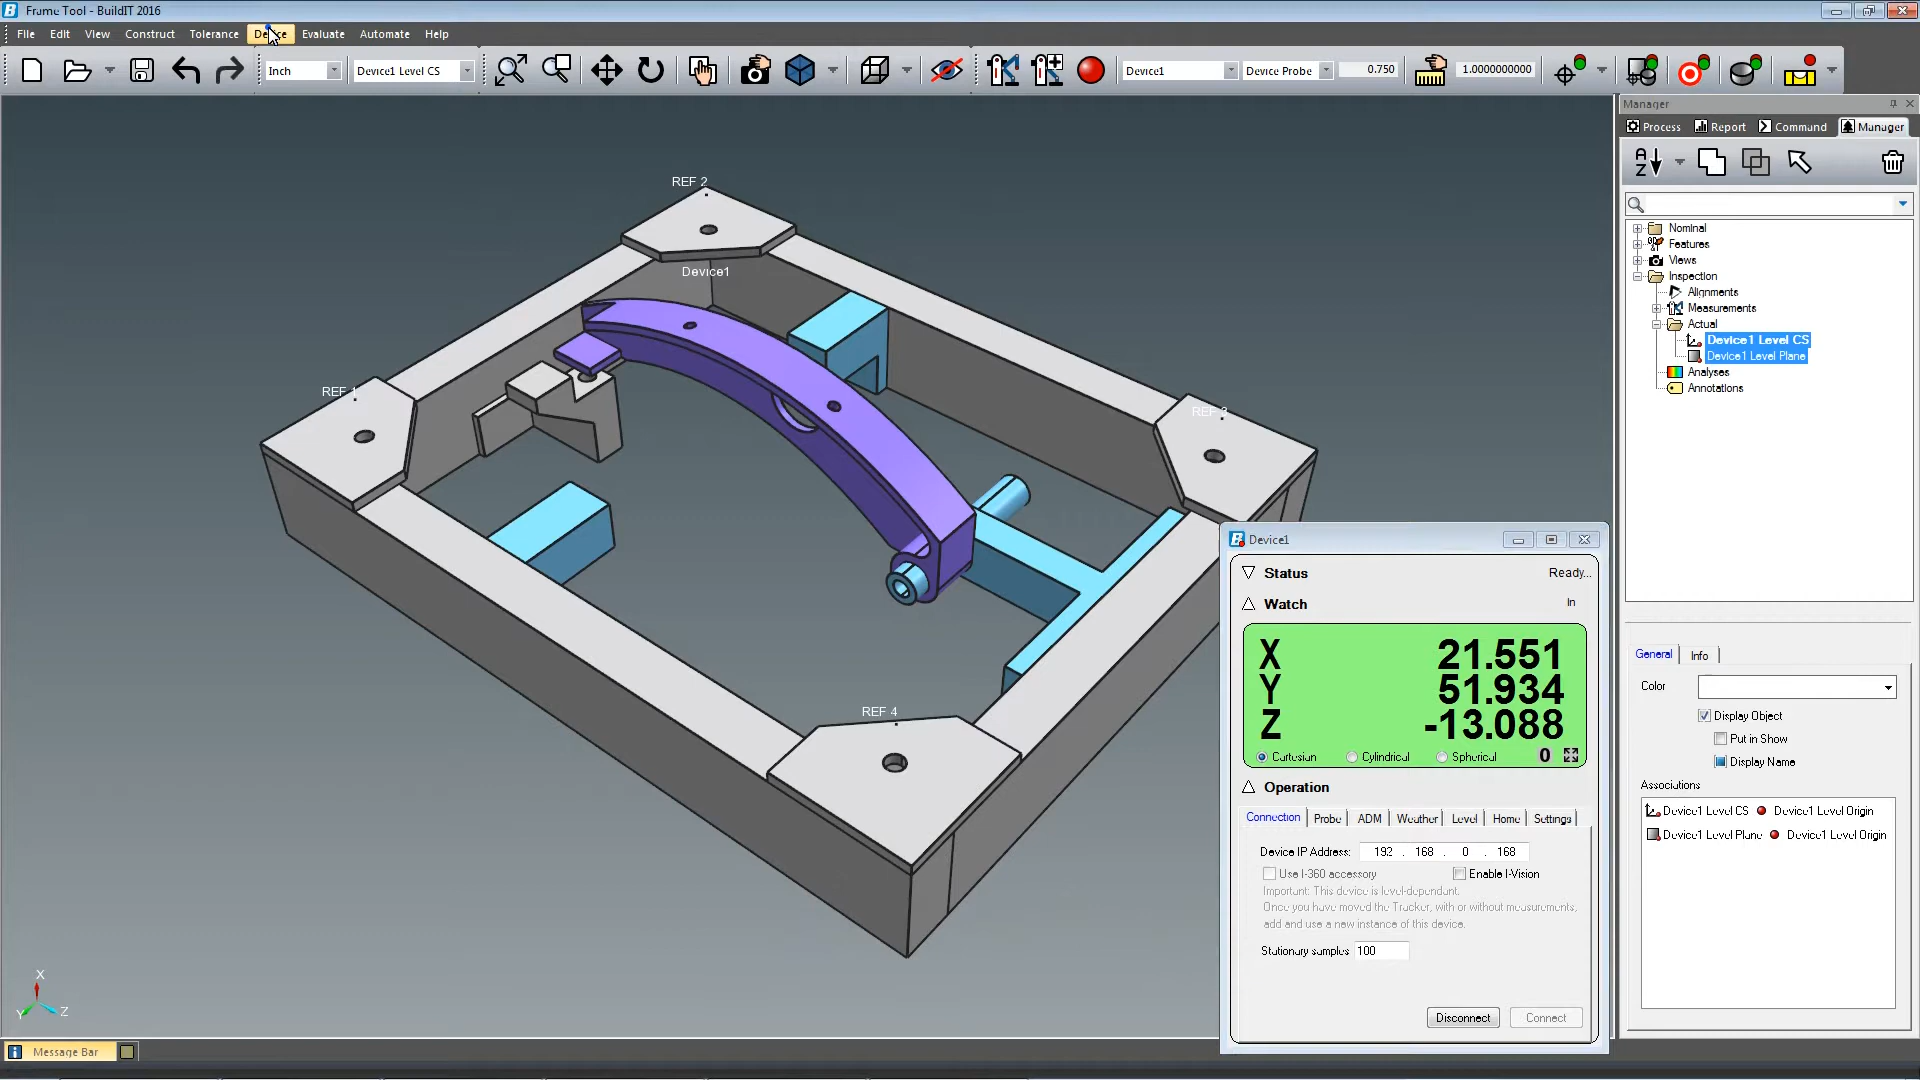 Frame Tool - BuildIT 2016
File Edit View Construct Tolerance Device Evaluate Automate Help
Inch Device1 Level CS Device1 Device Probe 0.750 1.0000000000
Manager
Process Report Command Manager
Nominal
Features
Views
Inspection
Alignments
Measurements
Actual
Device1 Level CS
Device1 Level Plane
Analyses
Annotations
REF 2
Device1
REF 1
REF 3
REF 4
X
Y Z
Device1
Status Ready...
Watch In
X 21.551
Y 51.934
Z -13.088
Cartesian Cylindrical Spherical 0
Operation
Connection Probe ADM Weather Level Home Settings
Device IP Address: 192 . 168 . 0 . 168
Use I-360 accessory Enable I-Vision
Important: This device is level-dependant.
Once you have moved the Tracker, with or without measurements,
add and use a new instance of this device.
Stationary samples 100
Disconnect Connect
General Info
Color
Display Object
Put in Show
Display Name
Associations
Device1 Level CS Device1 Level Origin
Device1 Level Plane Device1 Level Origin
Message Bar